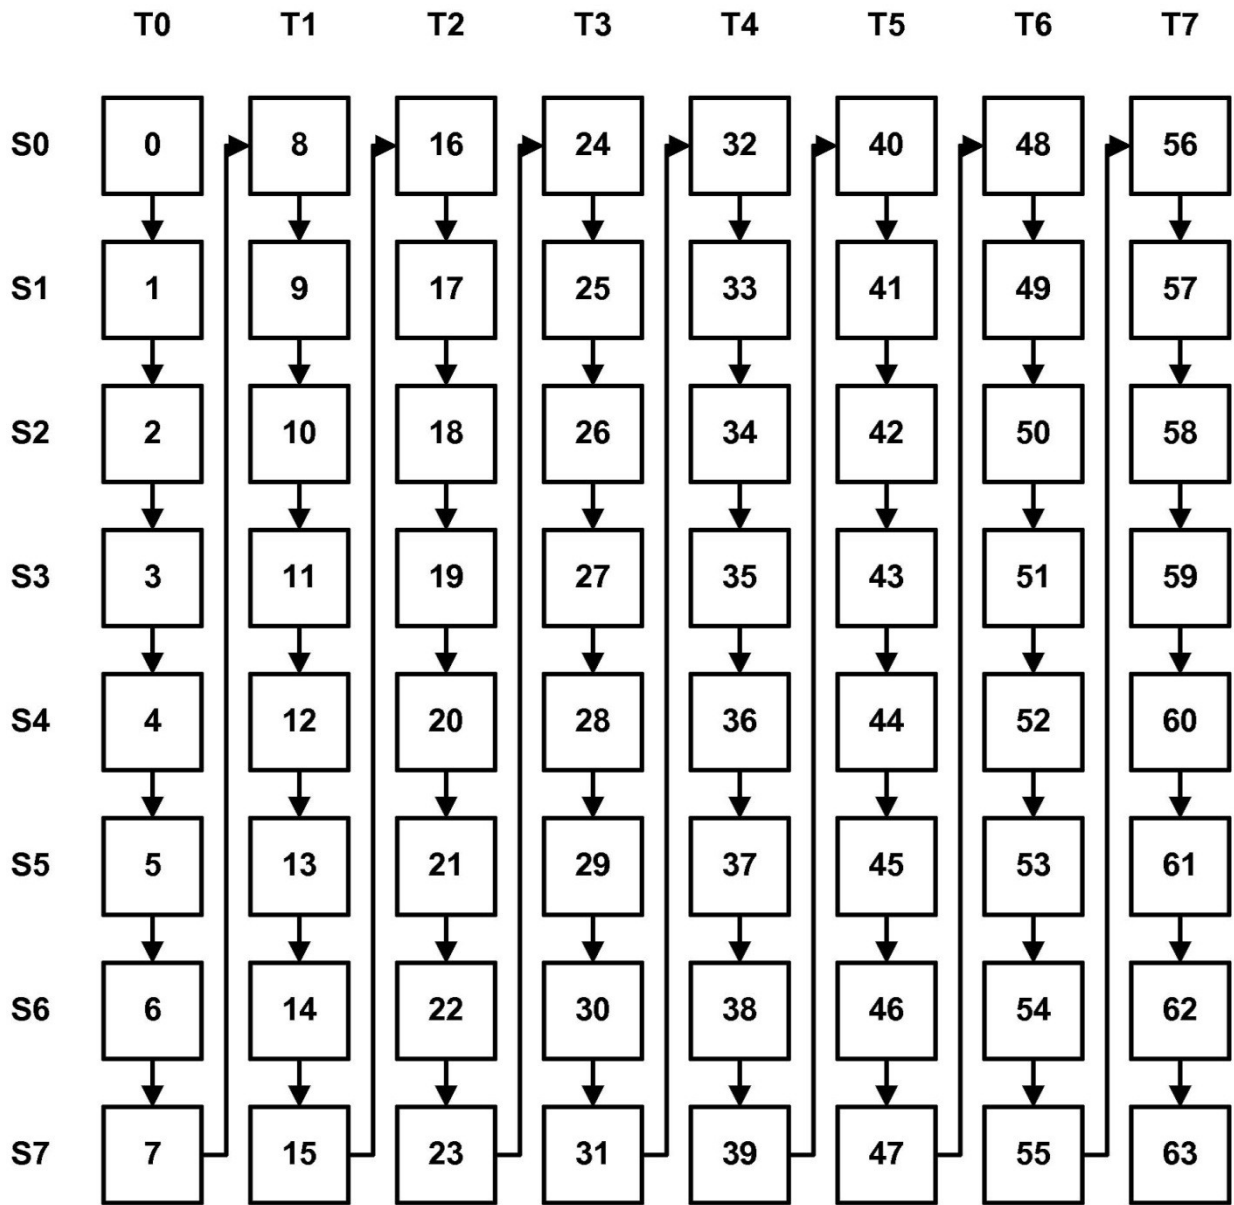 T0 T1 T2 T3 T4 T5 T6 T7
S0 0 8 16 24 32 40 48 56
S1 1 9 17 25 33 41 49 57
S2 2 10 18 26 34 42 50 58
S3 3 11 19 27 35 43 51 59
S4 4 12 20 28 36 44 52 60
S5 5 13 21 29 37 45 53 61
S6 6 14 22 30 38 46 54 62
S7 7 15 23 31 39 47 55 63